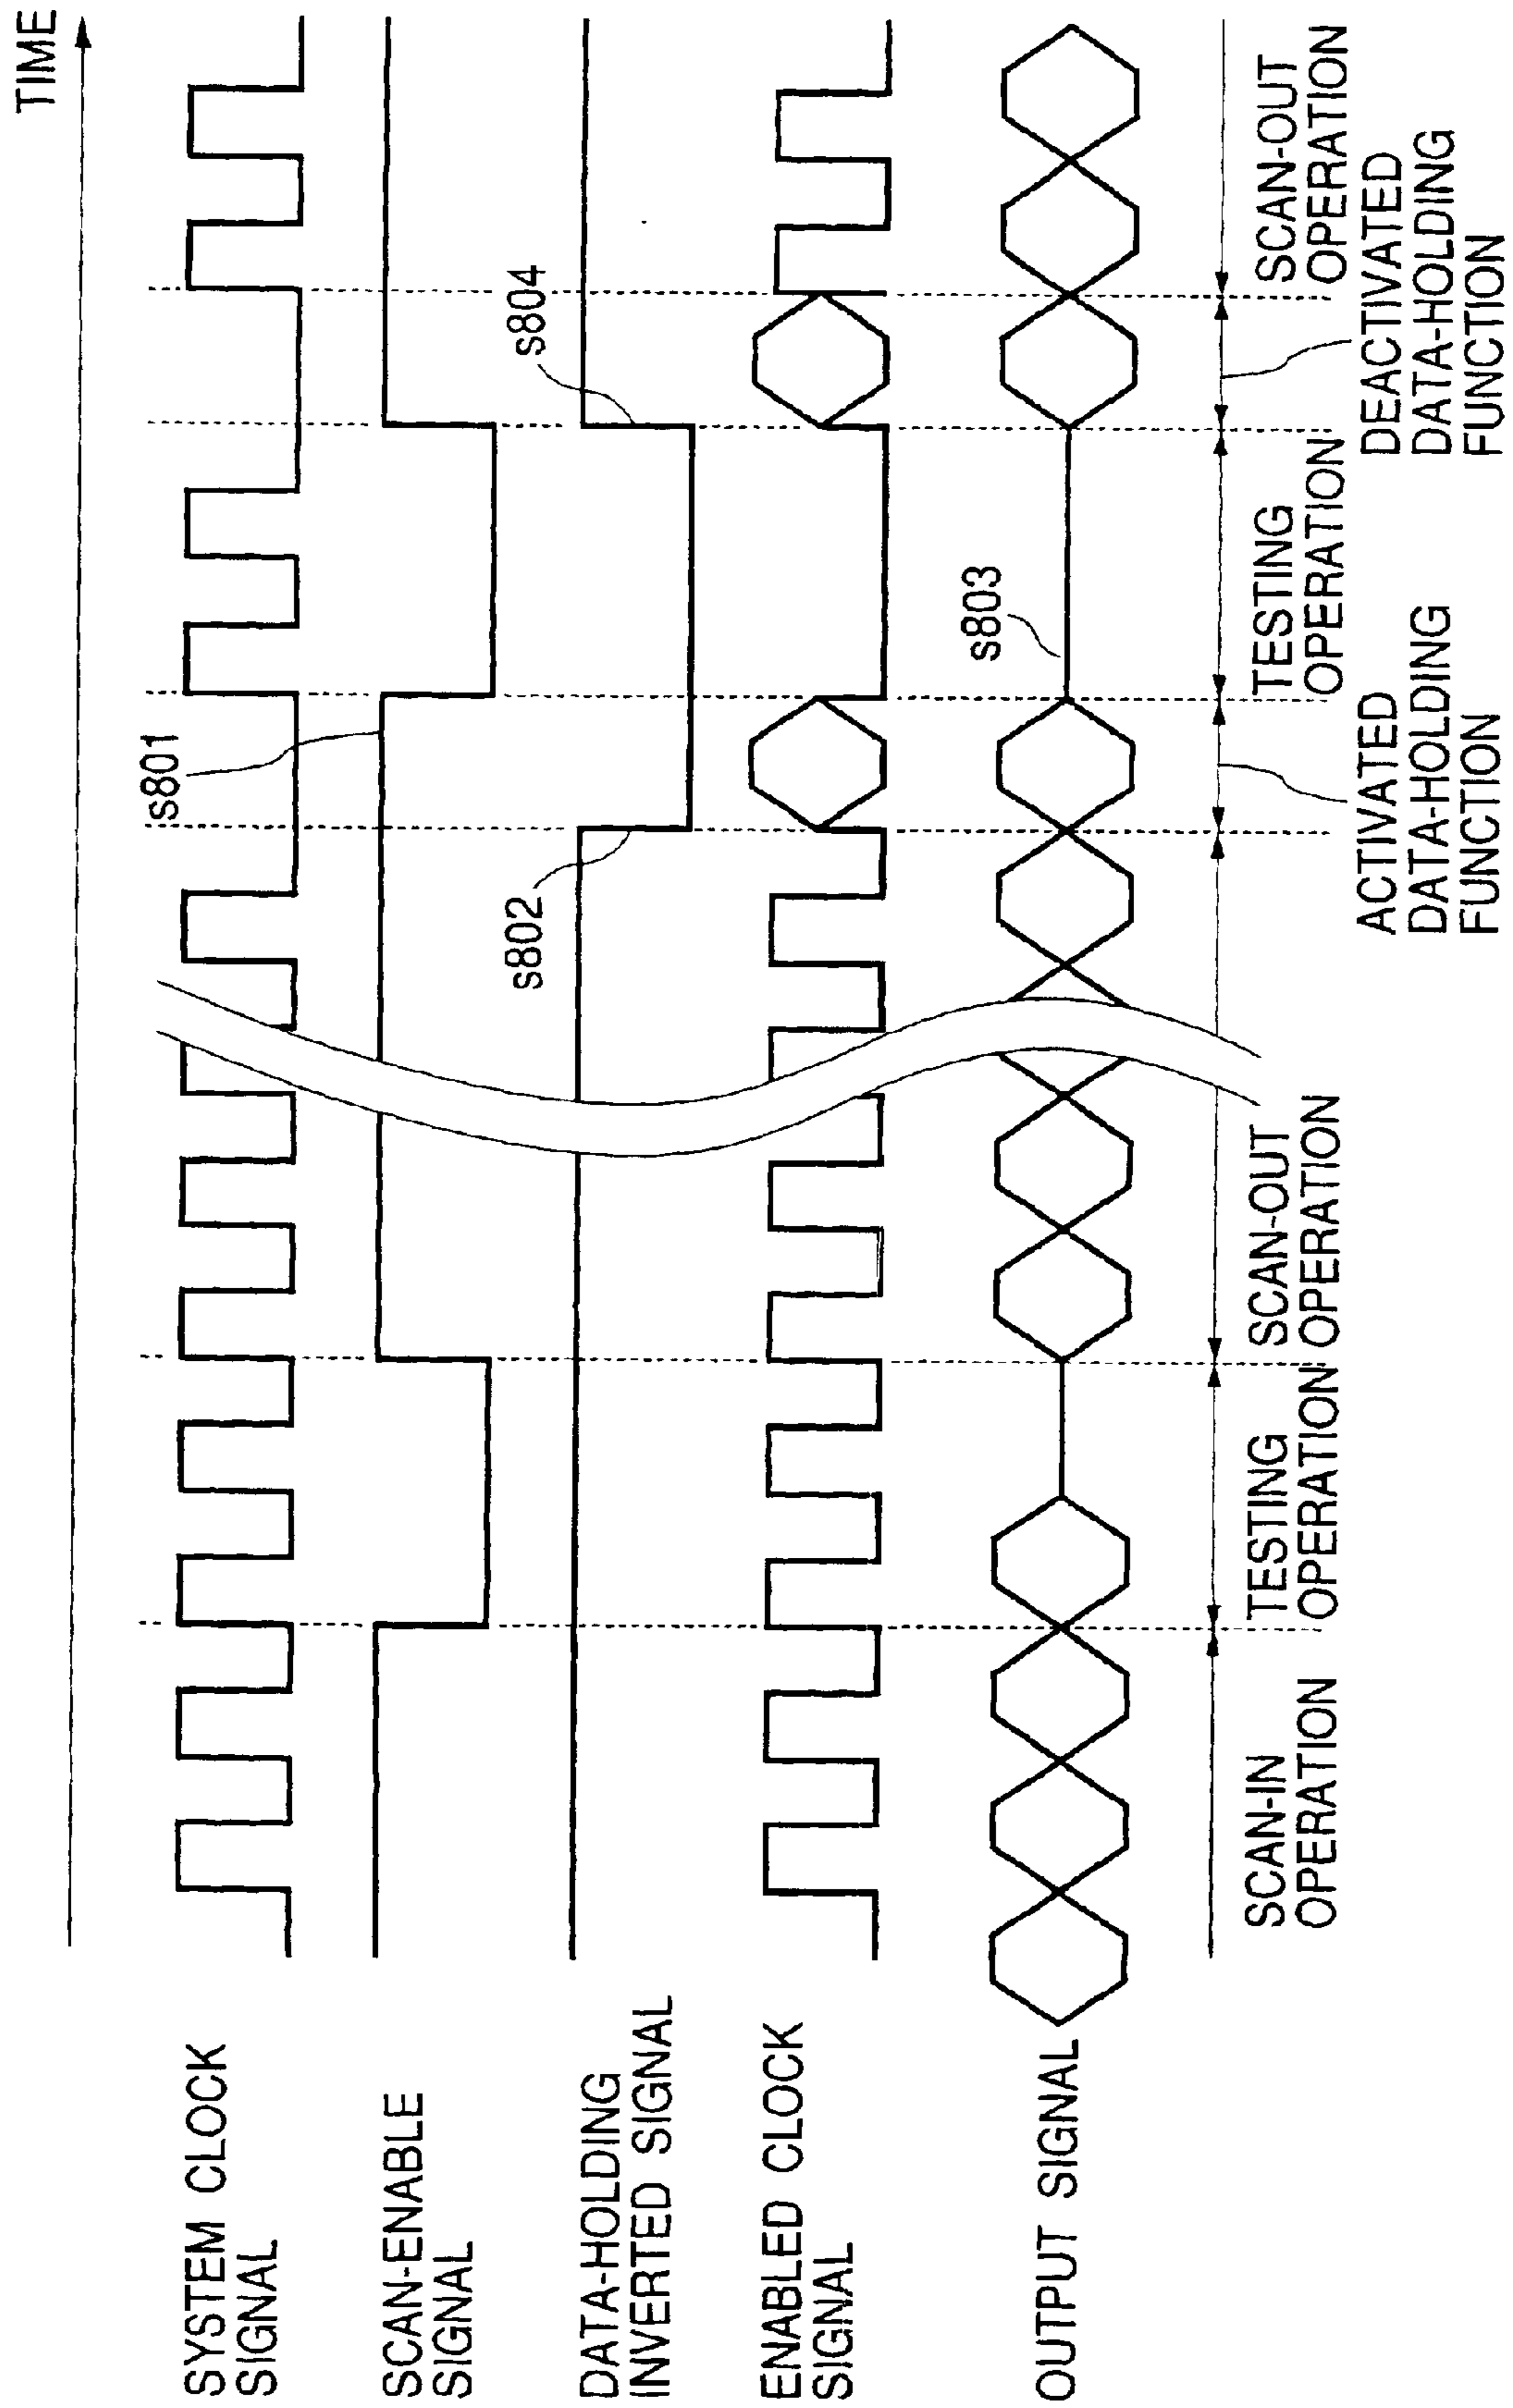 TIME
SYSTEM CLOCK
SIGNAL
s801
SCAN-ENABLE
SIGNAL
s802
s804
DATA-HOLDING
INVERTED SIGNAL
ENABLED CLOCK
SIGNAL
s803
OUTPUT SIGNAL
SCAN-IN
OPERATION
TESTING
OPERATION
SCAN-OUT
OPERATION
ACTIVATED
DATA-HOLDING
FUNCTION
TESTING
OPERATION
DEACTIVATED
DATA-HOLDING
FUNCTION
SCAN-OUT
OPERATION